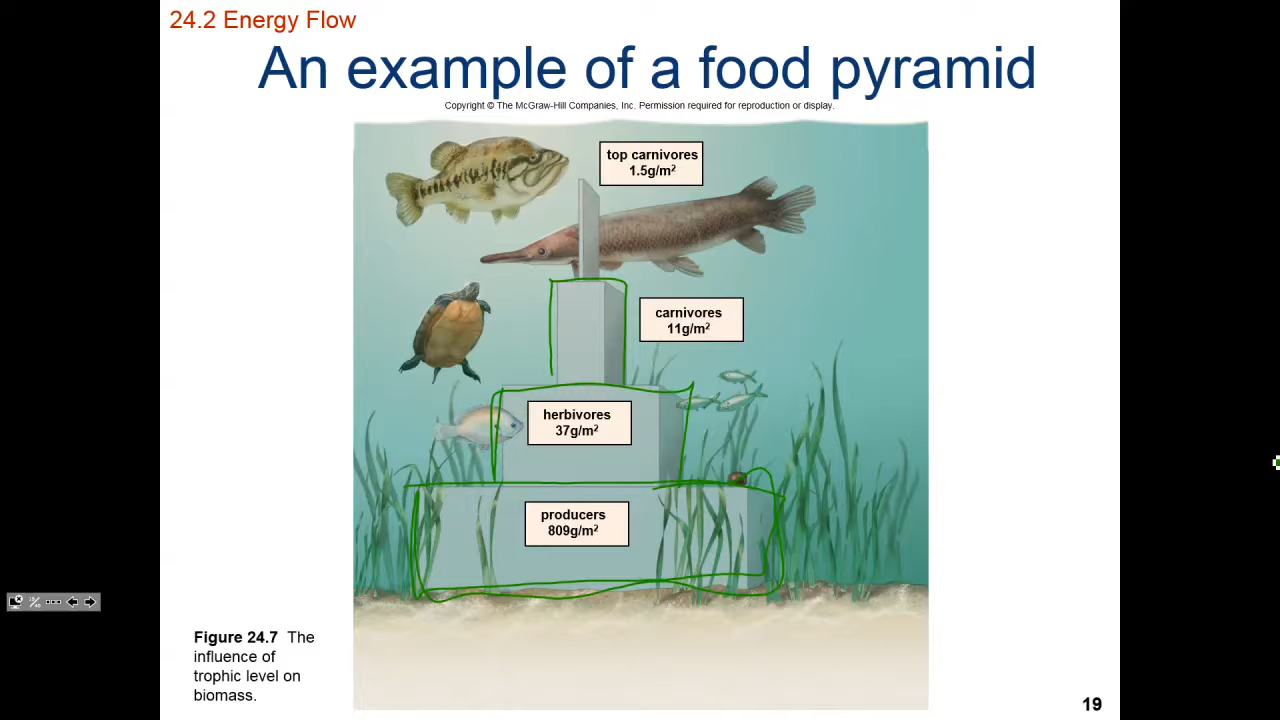 24.2 Energy Flow
An example of a food pyramid
Copyright © The McGraw-Hill Companies, Inc. Permission required for reproduction or display.
top carnivores
1.5g/m²
carnivores
11g/m²
herbivores
37g/m²
producers
809g/m²
Figure 24.7 The
influence of
trophic level on
biomass.
19